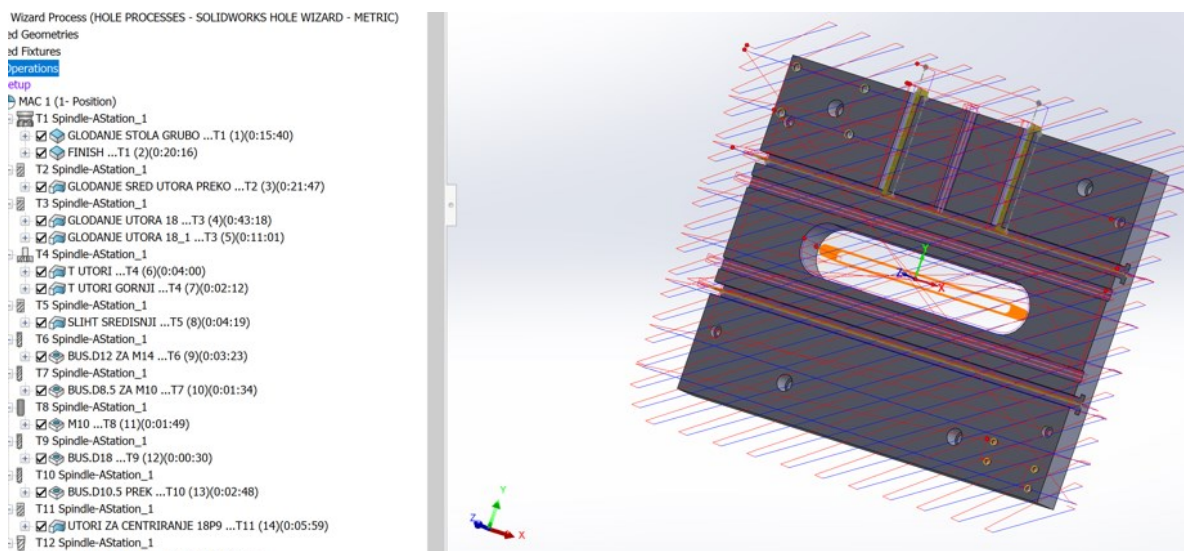 Wizard Process (HOLE PROCESSES - SOLIDWORKS HOLE WIZARD - METRIC)
ed Geometries
ed Fixtures
Operations
etup
MAC 1 (1- Position)
T1 Spindle-AStation_1
GLODANJE STOLA GRUBO ...T1 (1)(0:15:40)
FINISH ...T1 (2)(0:20:16)
T2 Spindle-AStation_1
GLODANJE SRED UTORA PREKO ...T2 (3)(0:21:47)
T3 Spindle-AStation_1
GLODANJE UTORA 18 ...T3 (4)(0:43:18)
GLODANJE UTORA 18_1 ...T3 (5)(0:11:01)
T4 Spindle-AStation_1
T UTORI ...T4 (6)(0:04:00)
T UTORI GORNJI ...T4 (7)(0:02:12)
T5 Spindle-AStation_1
SLIHT SREDISNJI ...T5 (8)(0:04:19)
T6 Spindle-AStation_1
BUS.D12 ZA M14 ...T6 (9)(0:03:23)
T7 Spindle-AStation_1
BUS.D8.5 ZA M10 ...T7 (10)(0:01:34)
T8 Spindle-AStation_1
M10 ...T8 (11)(0:01:49)
T9 Spindle-AStation_1
BUS.D18 ...T9 (12)(0:00:30)
T10 Spindle-AStation_1
BUS.D10.5 PREK ...T10 (13)(0:02:48)
T11 Spindle-AStation_1
UTORI ZA CENTRIRANJE 18P9 ...T11 (14)(0:05:59)
T12 Spindle-AStation_1
Y
Z
X
Y
Z
X